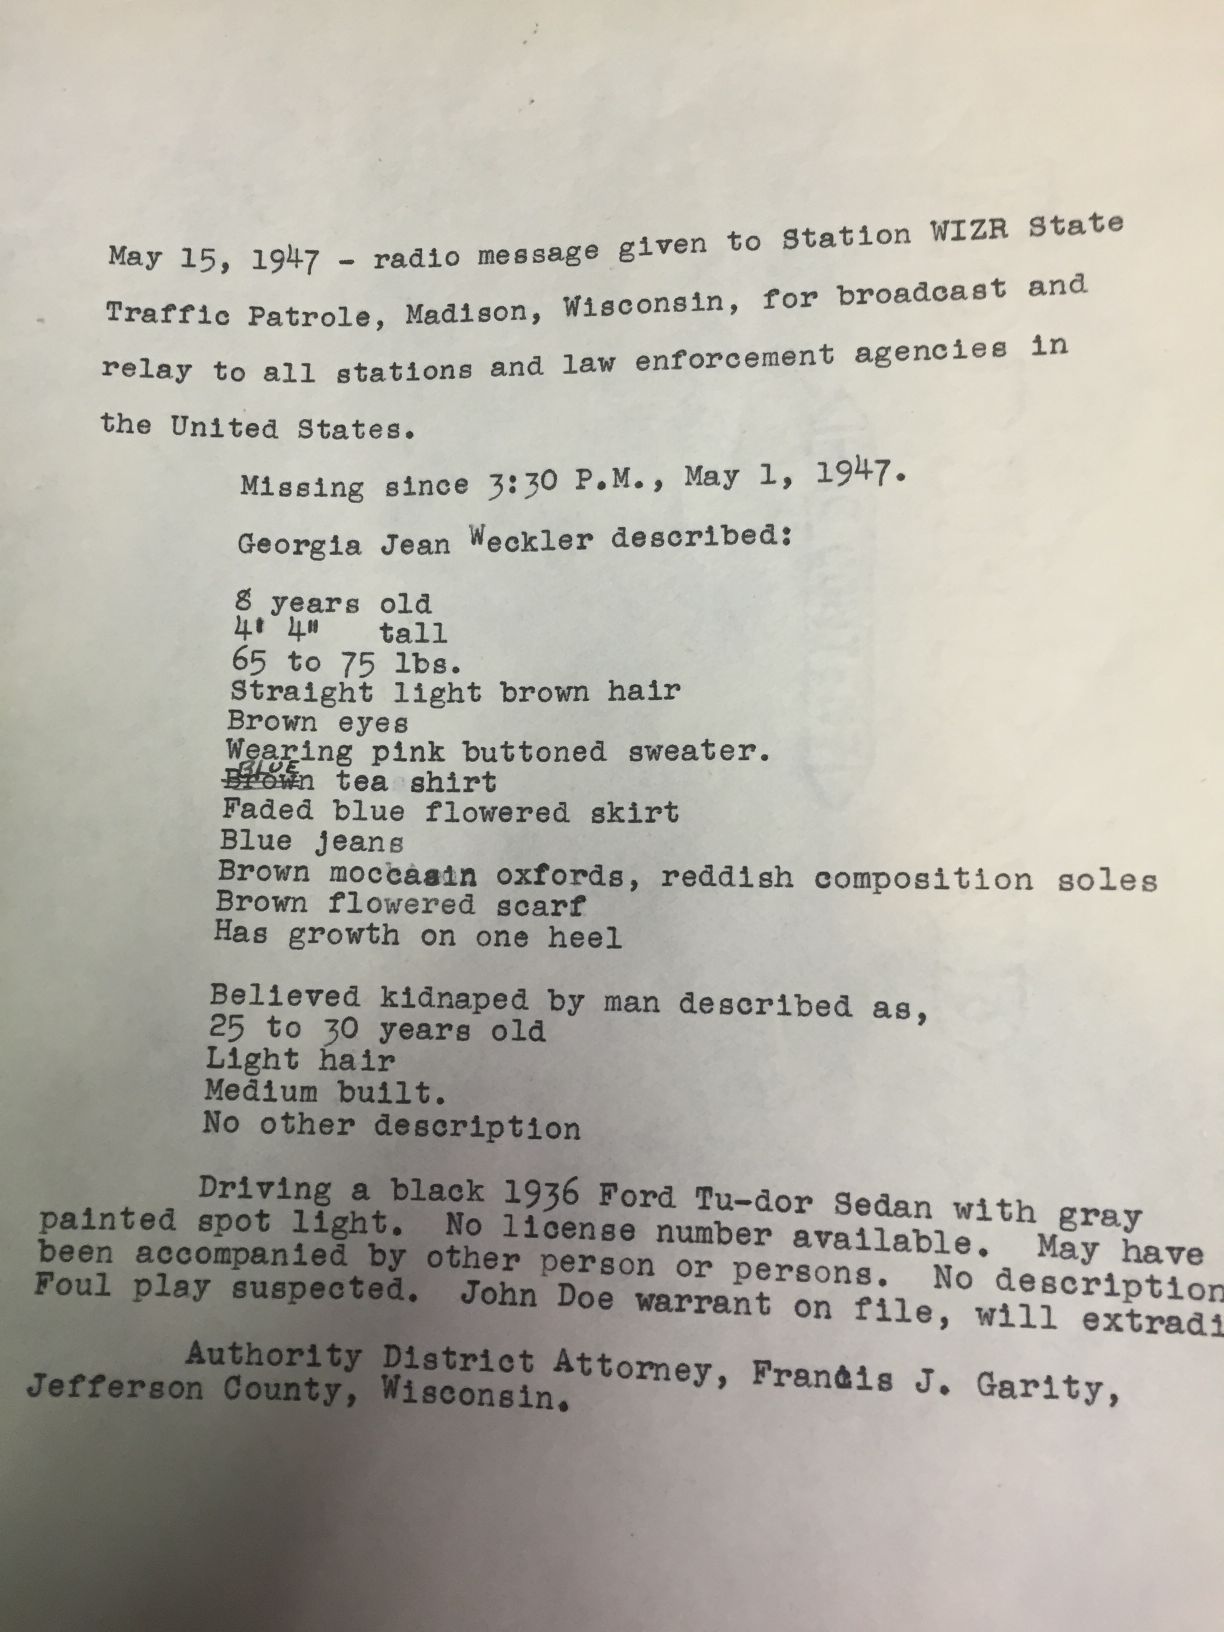 May 15, 1947 - radio message given to Station WIZR State
Traffic Patrole, Madison, Wisconsin, for broadcast and
relay to all stations and law enforcement agencies in
the United States.
Missing since 3:30 P.M., May 1, 1947.
Georgia Jean Weckler described:
8 years old
4' 4" tall
65 to 75 lbs.
Straight light brown hair
Brown eyes
Wearing pink buttoned sweater.
BLUE
Brown tea shirt
Faded blue flowered skirt
Blue jeans
Brown moccasin oxfords, reddish composition soles
Brown flowered scarf
Has growth on one heel
Believed kidnaped by man described as,
25 to 30 years old
Light hair
Medium built.
No other description
Driving a black 1936 Ford Tu-dor Sedan with gray
painted spot light. No license number available. May have
been accompanied by other person or persons. No description
Foul play suspected. John Doe warrant on file, will extradi
Authority District Attorney, Francis J. Garity,
Jefferson County, Wisconsin.